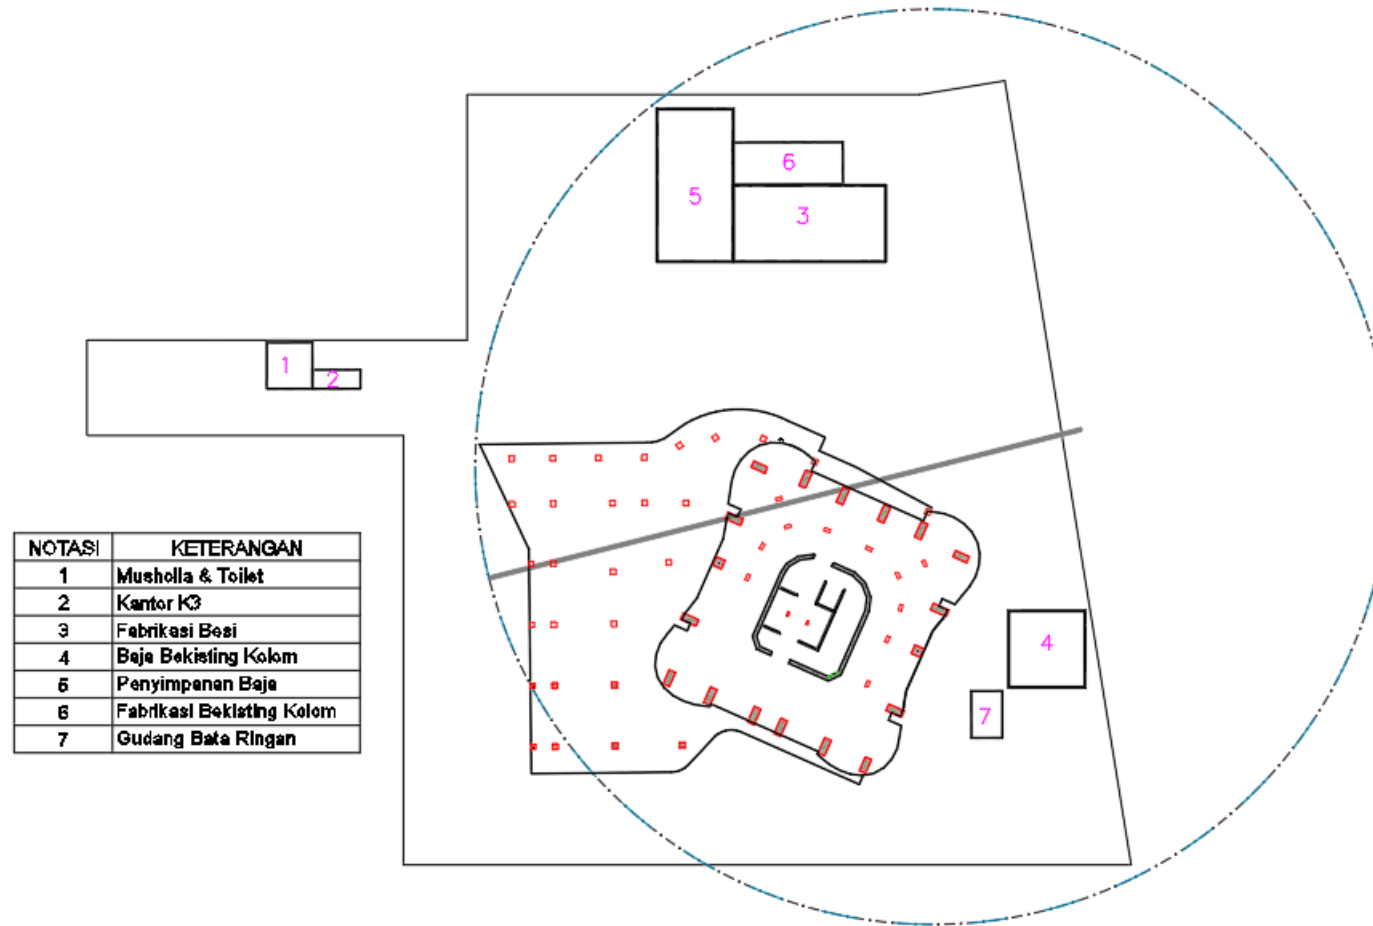 6
5
3
1
2
NOTASI KETERANGAN
1 Musholla & Toilet
2 Kantor K3
3 Fabrikasi Besi
4 Baja Bekisting Kolom
5 Penyimpanan Baja
6 Fabrikasi Bekisting Kolom
7 Gudang Bata Ringan
4
7